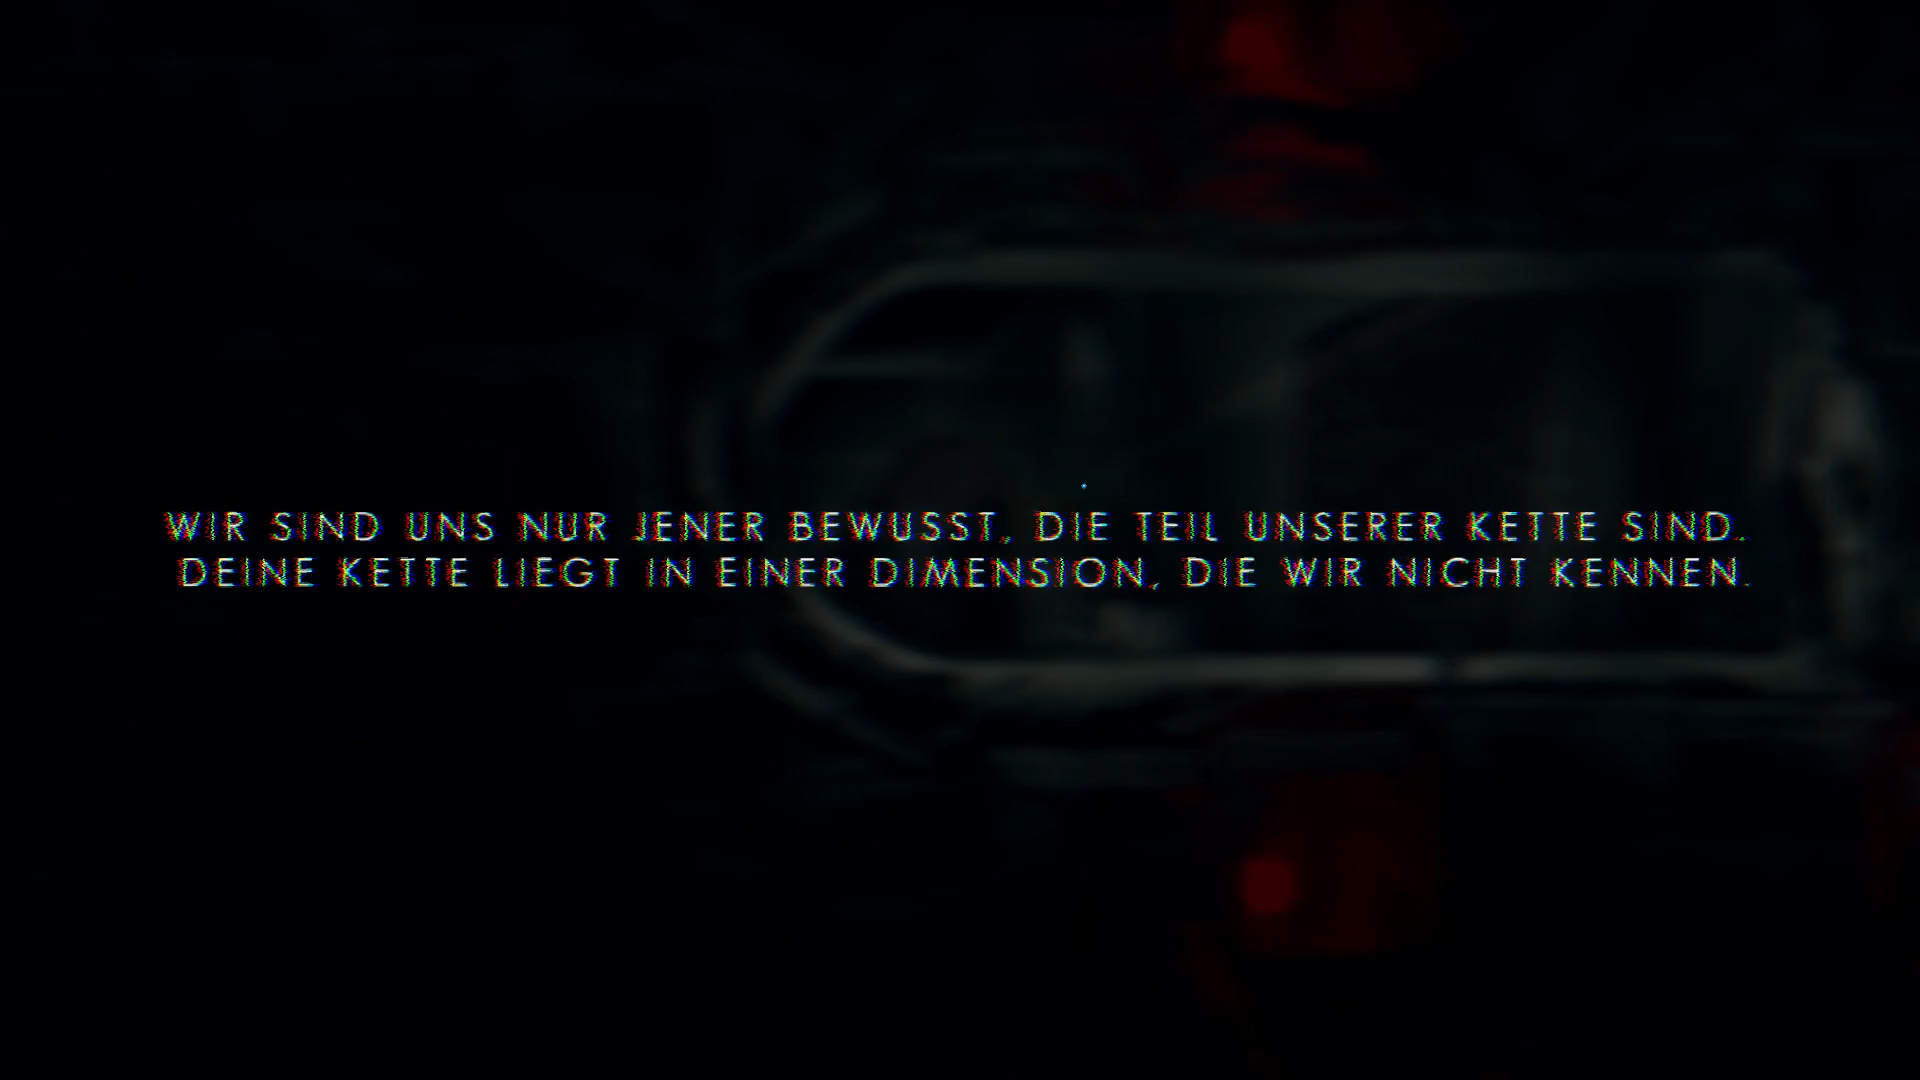 WIR SIND UNS NUR JENER BEWUSST, DIE TEIL UNSERER KETTE SIND.
DEINE KETTE LIEGT IN EINER DIMENSION, DIE WIR NICHT KENNEN.